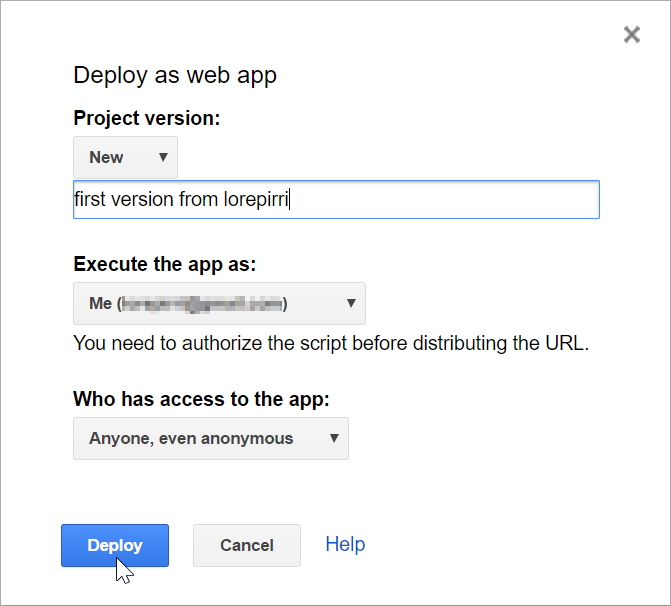 Deploy as web app
Project version:
New
first version from lorepirri
Execute the app as:
Me (
)
You need to authorize the script before distributing the URL.
Who has access to the app:
Anyone, even anonymous
Deploy
Cancel
Help